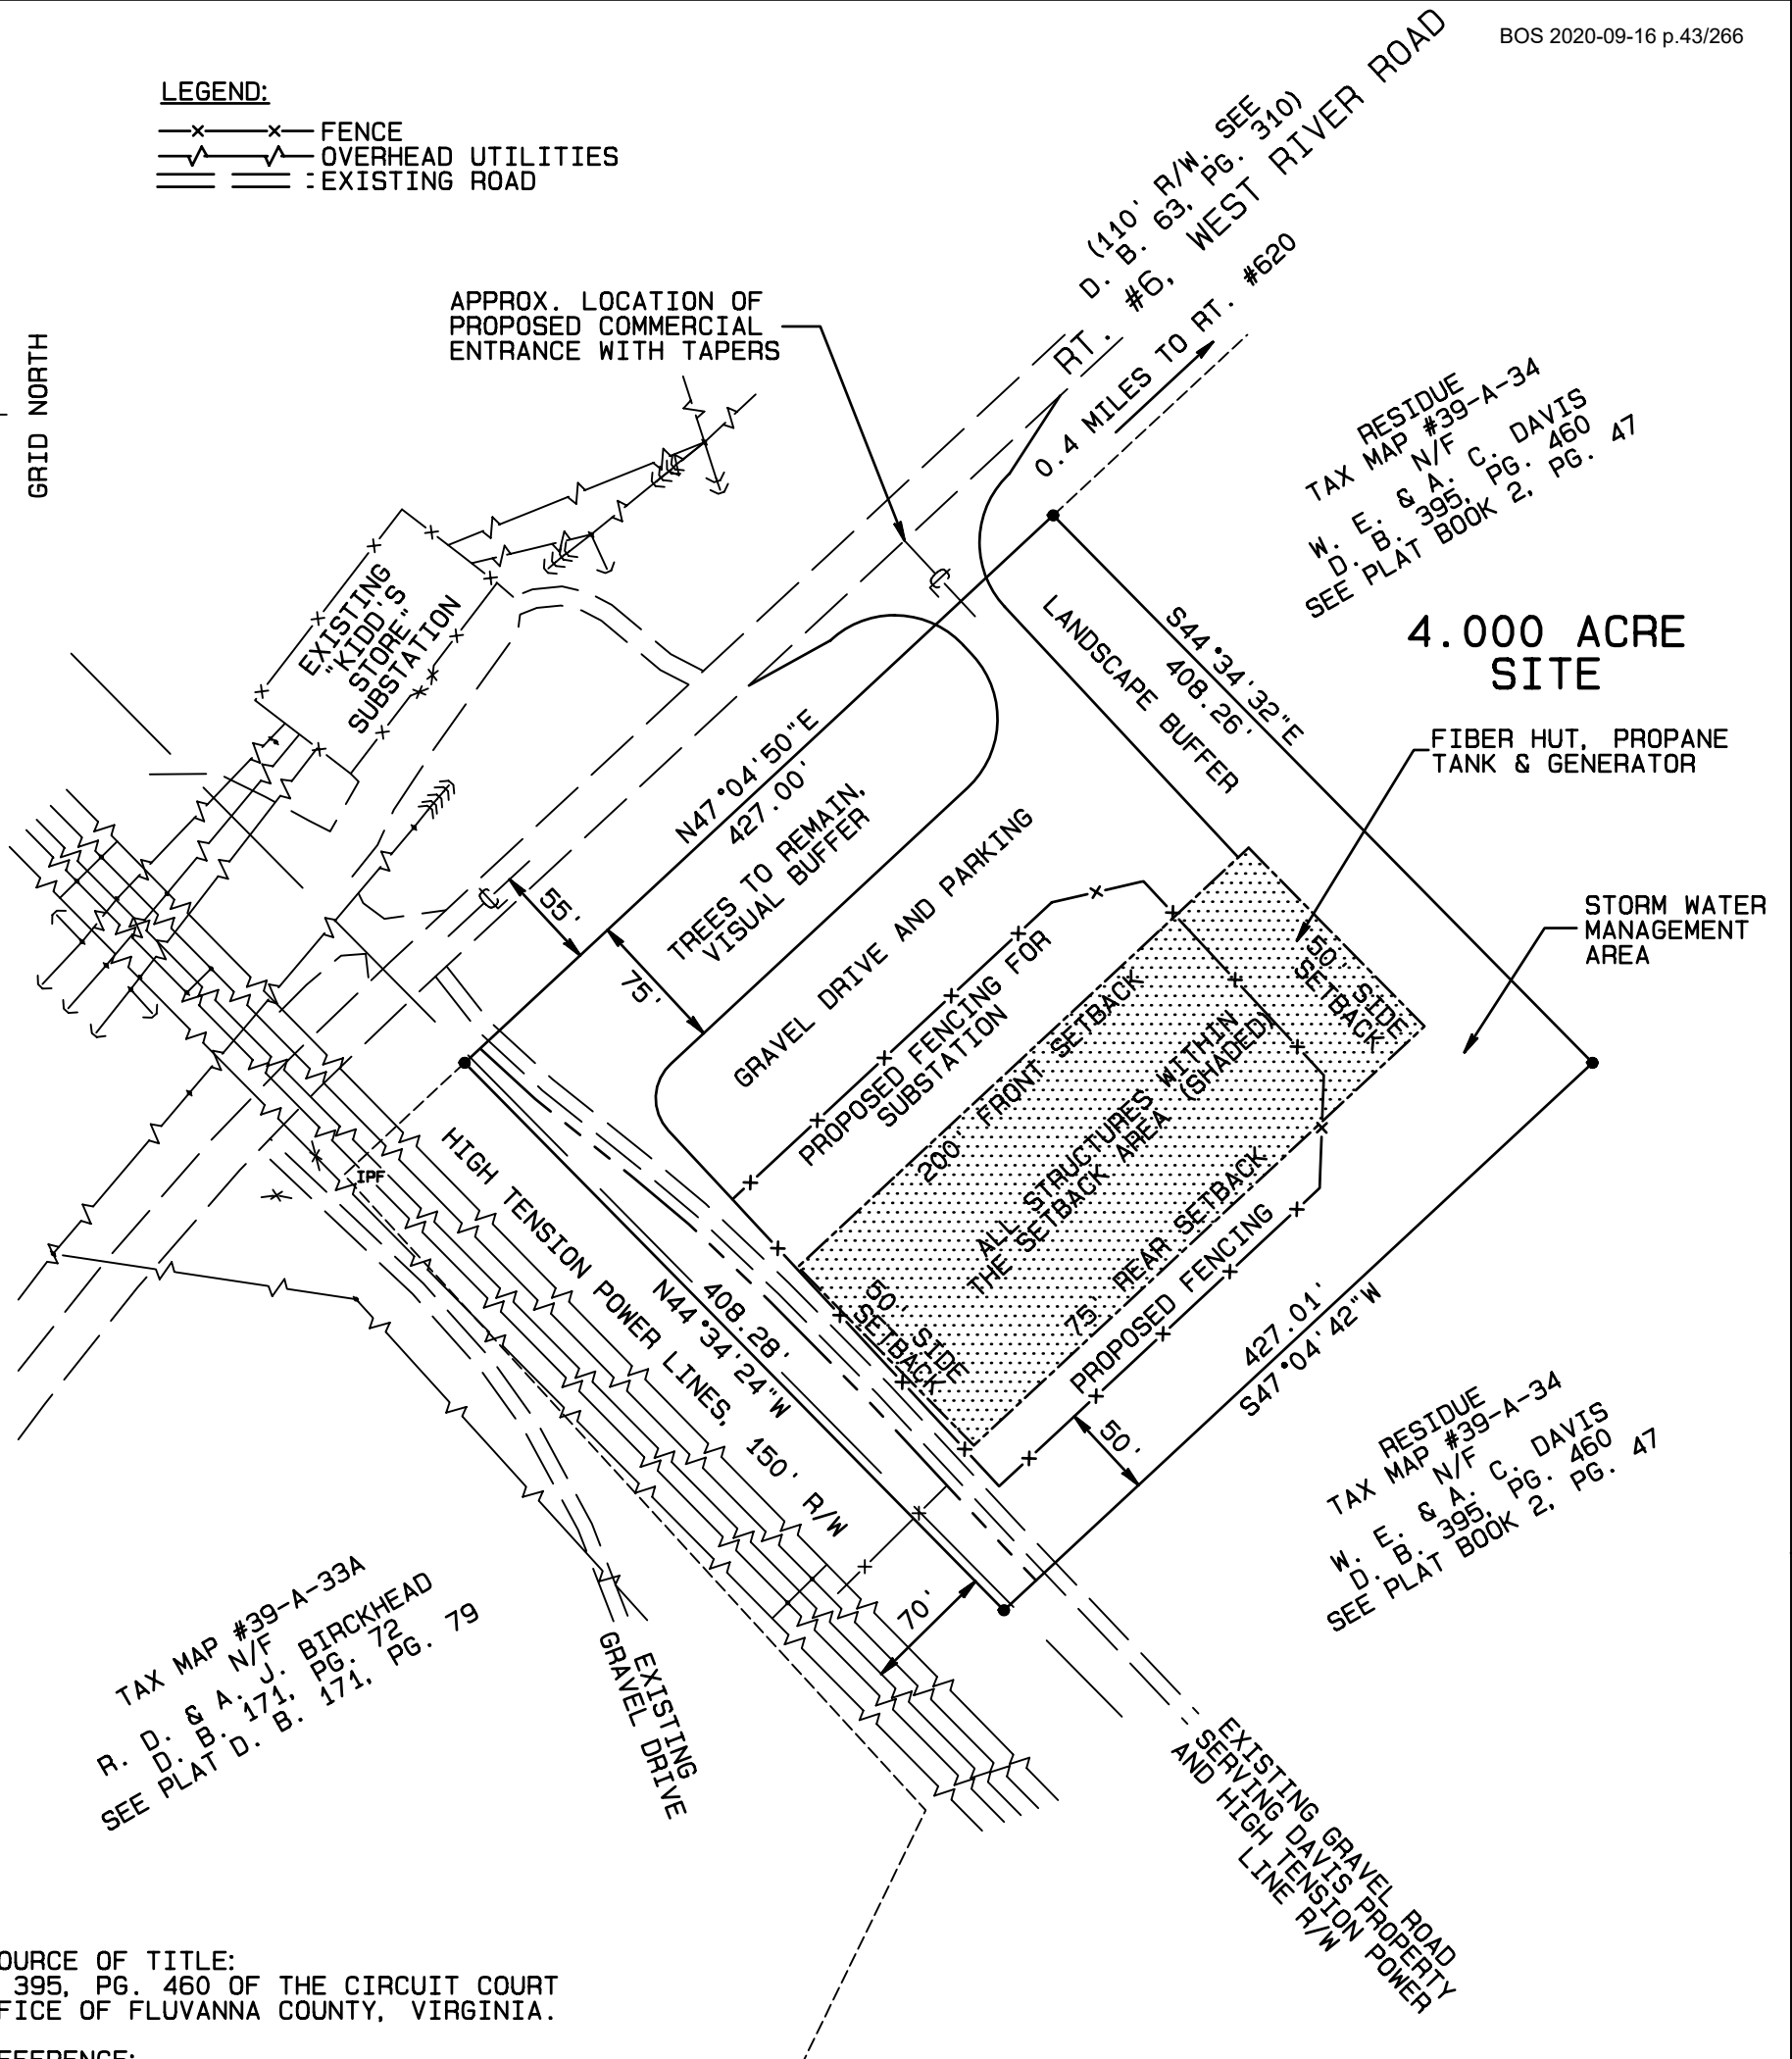 BOS 2020-09-16 p.43/266
LEGEND:
FENCE
OVERHEAD UTILITIES
EXISTING ROAD
GRID NORTH
APPROX. LOCATION OF
PROPOSED COMMERCIAL
ENTRANCE WITH TAPERS
(110' R/W. SEE
D. B. 63, PG. 310)
RT. #6, WEST RIVER ROAD
0.4 MILES TO RT. #620
RESIDUE
TAX MAP #39-A-34
N/F
W. E. & A. C. DAVIS
D. B. 395, PG. 460
SEE PLAT BOOK 2, PG. 47
4.000 ACRE
SITE
EXISTING
"KIDD'S
STORE"
SUBSTATION
LANDSCAPE BUFFER
S44°34'32"E
408.26'
FIBER HUT, PROPANE
TANK & GENERATOR
STORM WATER
MANAGEMENT
AREA
N47°04'50"E
427.00'
TREES TO REMAIN,
VISUAL BUFFER
55'
75'
GRAVEL DRIVE AND PARKING
PROPOSED FENCING FOR
SUBSTATION
200' FRONT SETBACK
50' SIDE
SETBACK
ALL STRUCTURES WITHIN
THE SETBACK AREA (SHADED)
75' REAR SETBACK
PROPOSED FENCING
50' SIDE
SETBACK
50'
427.01'
S47°04'42"W
IPF
HIGH TENSION POWER LINES, 150' R/W
408.28'
N44°34'24"W
70'
RESIDUE
TAX MAP #39-A-34
N/F
W. E. & A. C. DAVIS
D. B. 395, PG. 460
SEE PLAT BOOK 2, PG. 47
TAX MAP #39-A-33A
N/F
R. D. & A. J. BIRCKHEAD
D. B. 171, PG. 72
SEE PLAT D. B. 171, PG. 79
EXISTING
GRAVEL DRIVE
EXISTING GRAVEL ROAD
SERVING DAVIS PROPERTY
AND HIGH TENSION POWER
LINE R/W
OURCE OF TITLE:
395, PG. 460 OF THE CIRCUIT COURT
FICE OF FLUVANNA COUNTY, VIRGINIA.
EFERENCE: